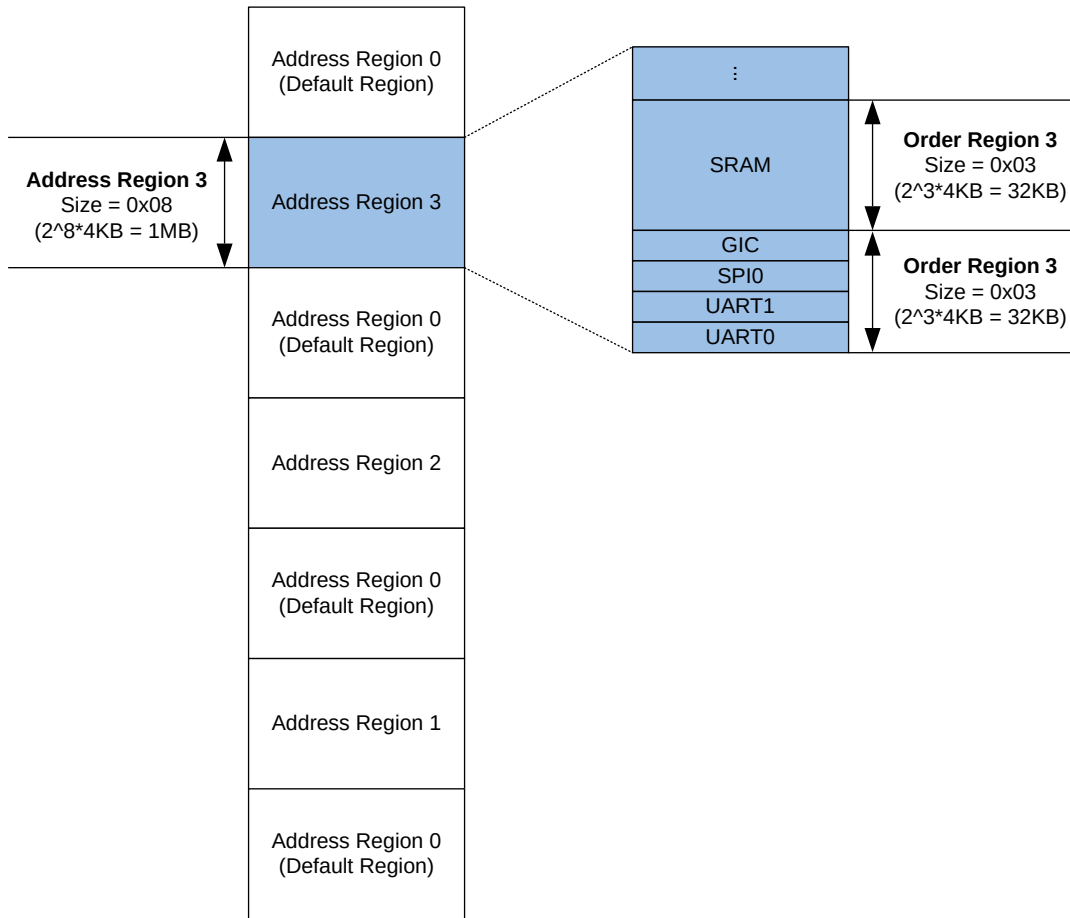 Address Region 0
(Default Region)
Address Region 3
Size = 0x08
(2^8*4KB = 1MB)
Address Region 3
Address Region 0
(Default Region)
Address Region 2
Address Region 0
(Default Region)
Address Region 1
Address Region 0
(Default Region)
...
SRAM
Order Region 3
Size = 0x03
(2^3*4KB = 32KB)
GIC
SPI0
UART1
UART0
Order Region 3
Size = 0x03
(2^3*4KB = 32KB)